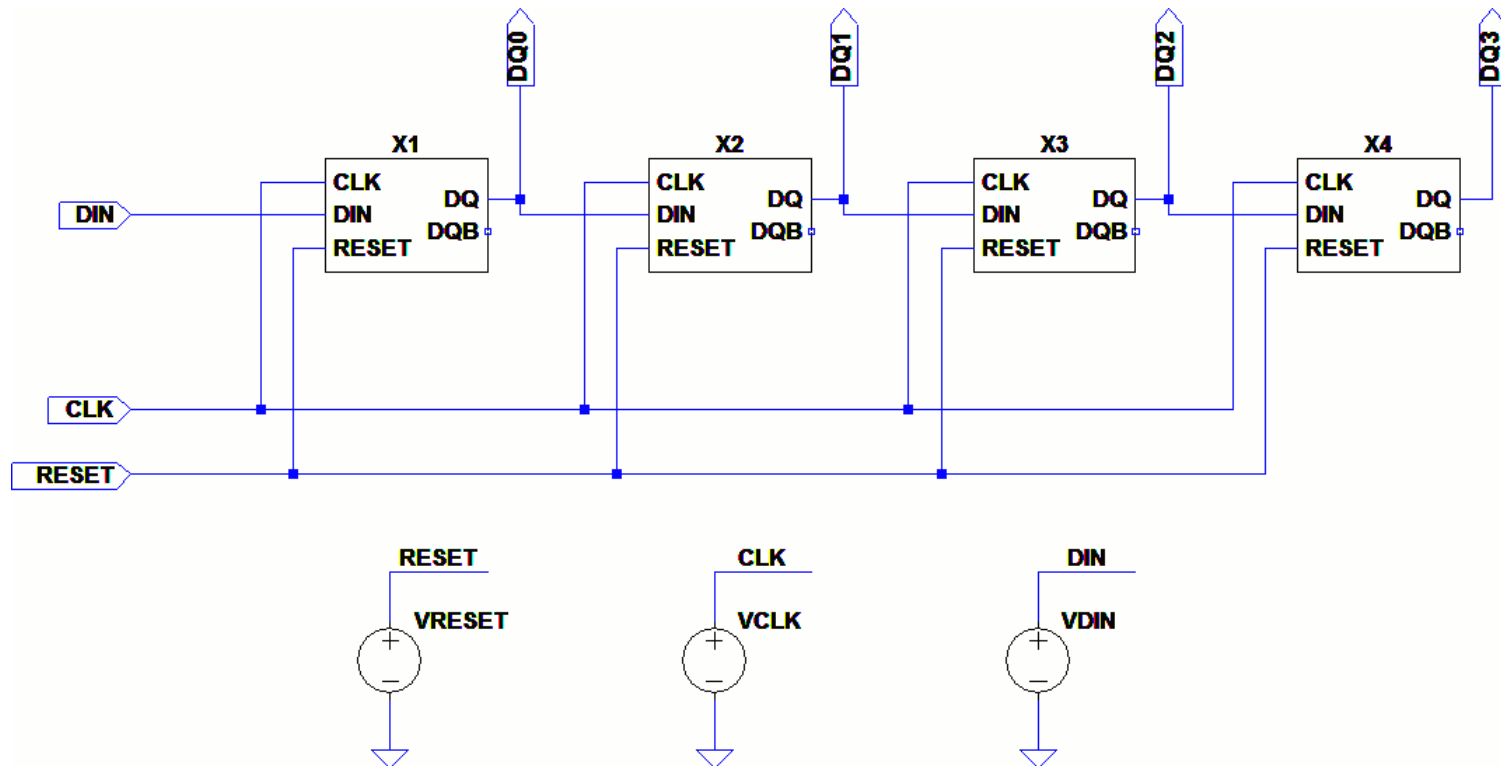 DQ0
DQ1
DQ2
DQ3
X1
X2
X3
X4
CLK
DQ
DIN
DQB
RESET
CLK
DQ
DIN
DQB
RESET
CLK
DQ
DIN
DQB
RESET
CLK
DQ
DIN
DQB
RESET
DIN
CLK
RESET
RESET
CLK
DIN
VRESET
VCLK
VDIN